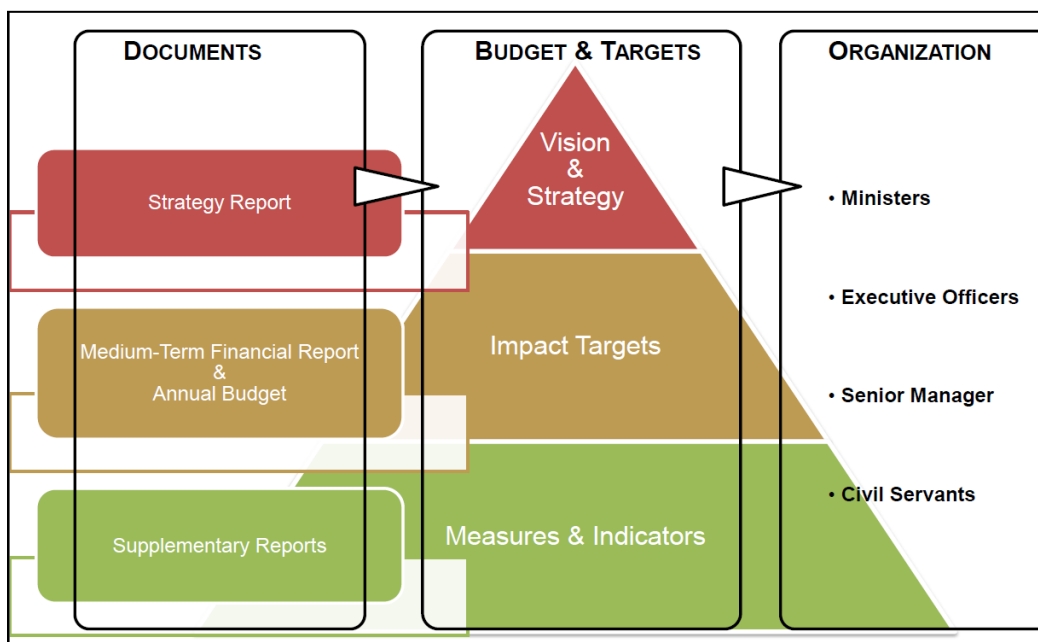 DOCUMENTS
BUDGET & TARGETS
ORGANIZATION
Strategy Report
Medium-Term Financial Report
&
Annual Budget
Supplementary Reports
Vision
&
Strategy
Impact Targets
Measures & Indicators
• Ministers
• Executive Officers
• Senior Manager
• Civil Servants